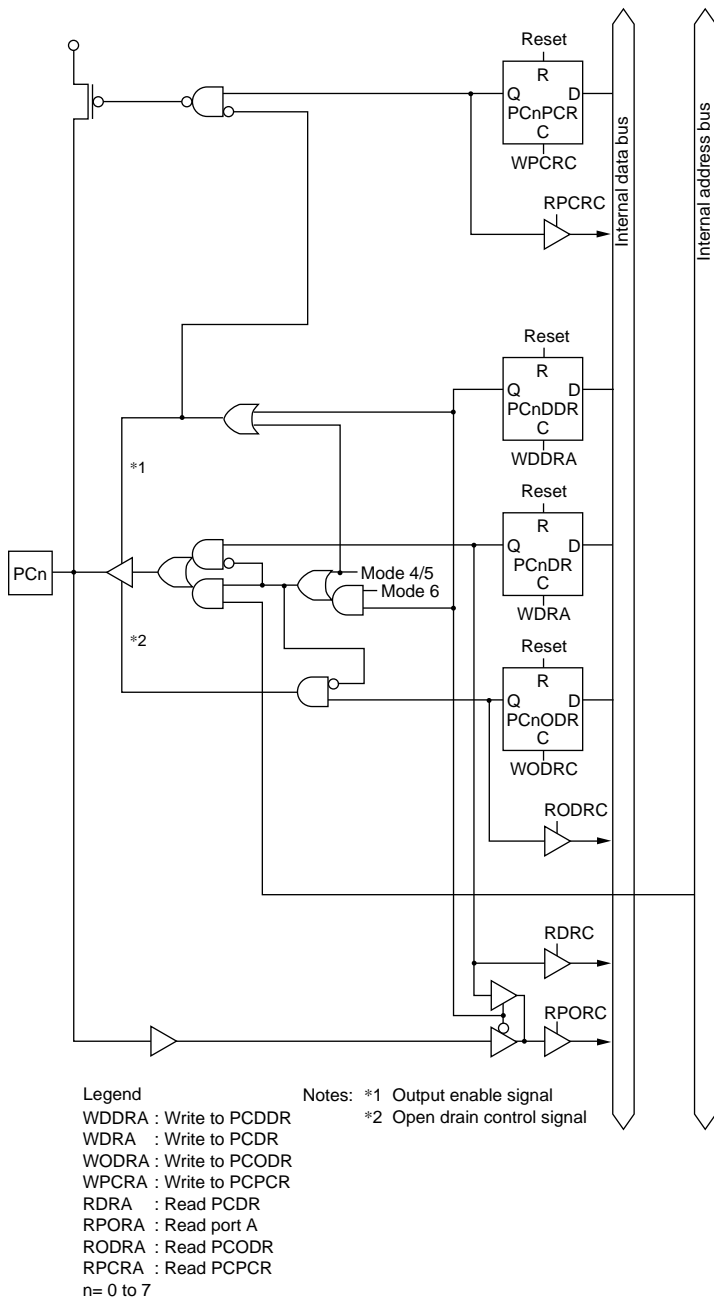 Reset
R
Q D
PCnPCR
C
WPCRC
RPCRC
Internal data bus
Internal address bus
Reset
R
Q D
PCnDDR
C
WDDRA
*1
Reset
R
Q D
PCnDR
C
WDRA
PCn
Mode 4/5
Mode 6
*2
Reset
R
Q D
PCnODR
C
WODRC
RODRC
RDRC
RPORC
Legend
WDDRA : Write to PCDDR
WDRA : Write to PCDR
WODRA : Write to PCODR
WPCRA : Write to PCPCR
RDRA : Read PCDR
RPORA : Read port A
RODRA : Read PCODR
RPCRA : Read PCPCR
n= 0 to 7
Notes: *1 Output enable signal
*2 Open drain control signal